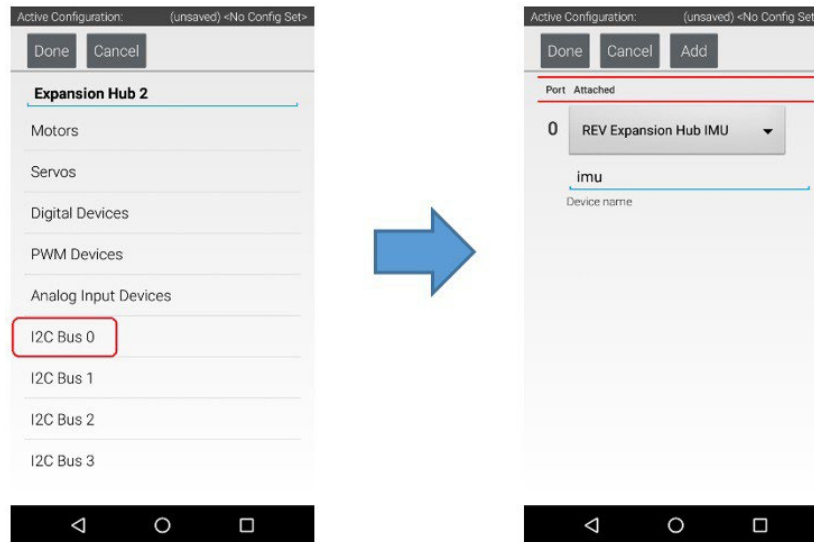 Active Configuration: (unsaved) <No Config Set>
Done Cancel
Expansion Hub 2
Motors
Servos
Digital Devices
PWM Devices
Analog Input Devices
I2C Bus 0
I2C Bus 1
I2C Bus 2
I2C Bus 3
Active Configuration: (unsaved) <No Config Set
Done Cancel Add
Port Attached
0 REV Expansion Hub IMU
imu
Device name